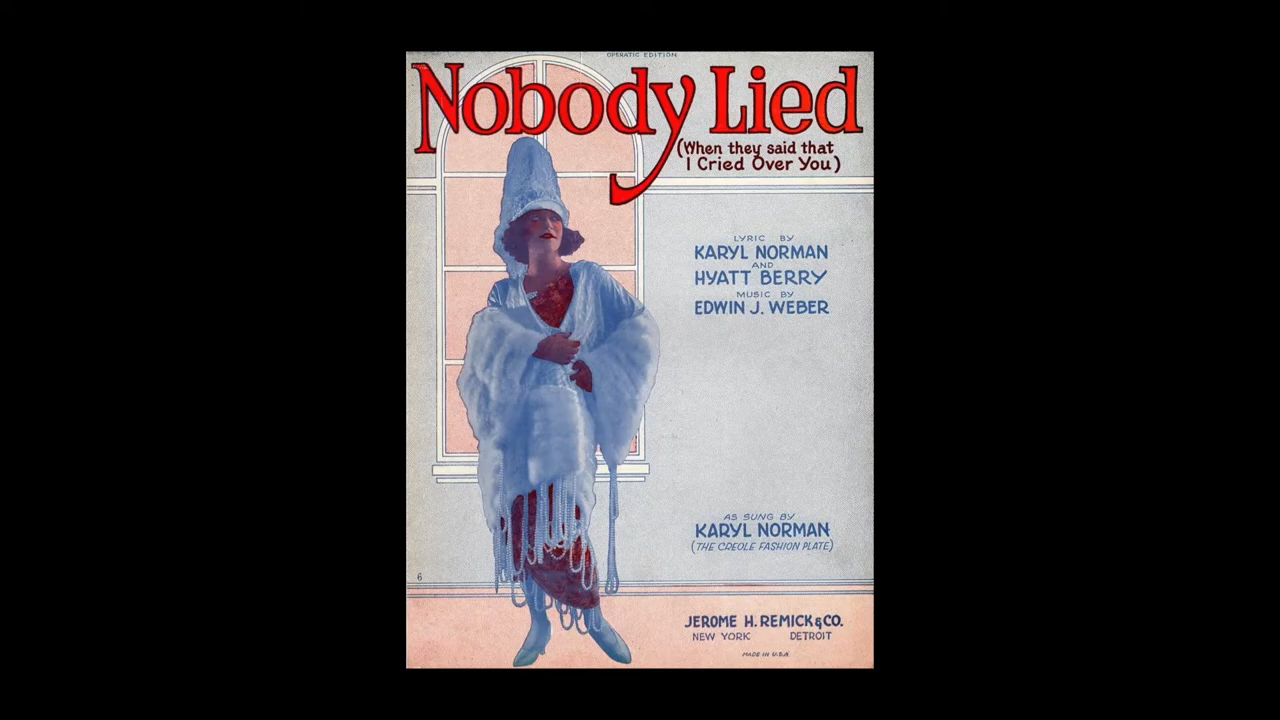 OPERATIC EDITION
Nobody Lied
(When they said that
I Cried Over You)
LYRIC BY
KARYL NORMAN
AND
HYATT BERRY
MUSIC BY
EDWIN J. WEBER
AS SUNG BY
KARYL NORMAN
(THE CREOLE FASHION PLATE)
6
JEROME H. REMICK & CO.
NEW YORK DETROIT
MADE IN U.S.A.